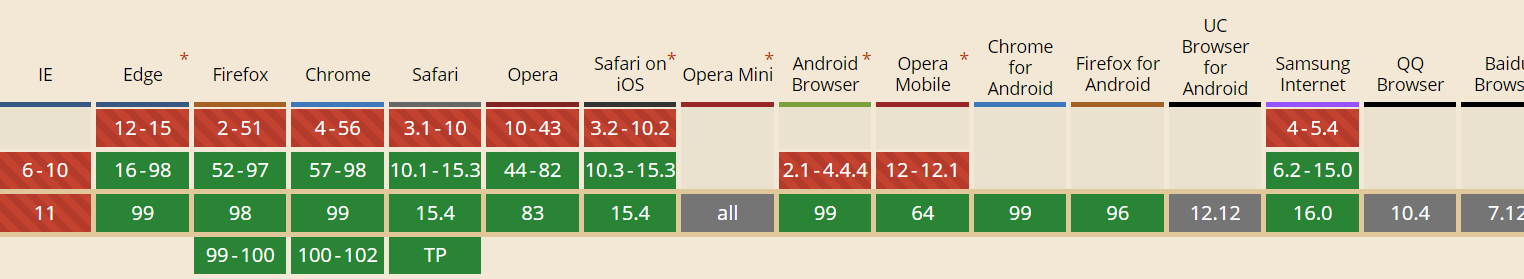 IE Edge * Firefox Chrome Safari Opera Safari on * iOS Opera Mini * Android * Browser Opera * Mobile Chrome for Android Firefox for Android UC Browser for Android Samsung Internet QQ Browser
12-15 2-51 4-56 3.1-10 10-43 3.2-10.2 4-5.4
6-10 16-98 52-97 57-98 10.1-15.3 44-82 10.3-15.3 2.1-4.4.4 12-12.1 6.2-15.0
11 99 98 99 15.4 83 15.4 all 99 64 99 96 12.12 16.0 10.4 7.12
99-100 100-102 TP